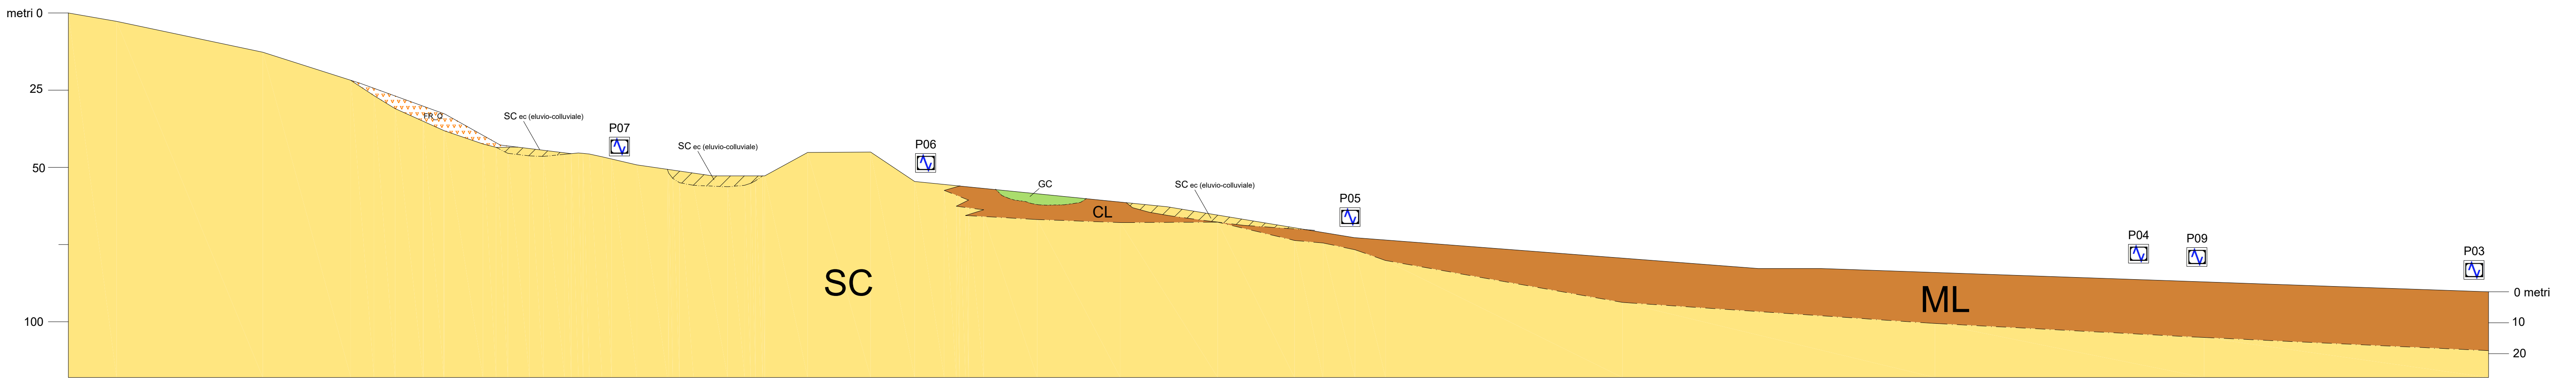 metri 0
25
50
100
FR_O
SC ec (eluvio-colluviale)
P07
SC ec (eluvio-colluviale)
P06
GC
CL
SC ec (eluvio-colluviale)
P05
SC
ML
P04
P09
P03
0 metri
10
20